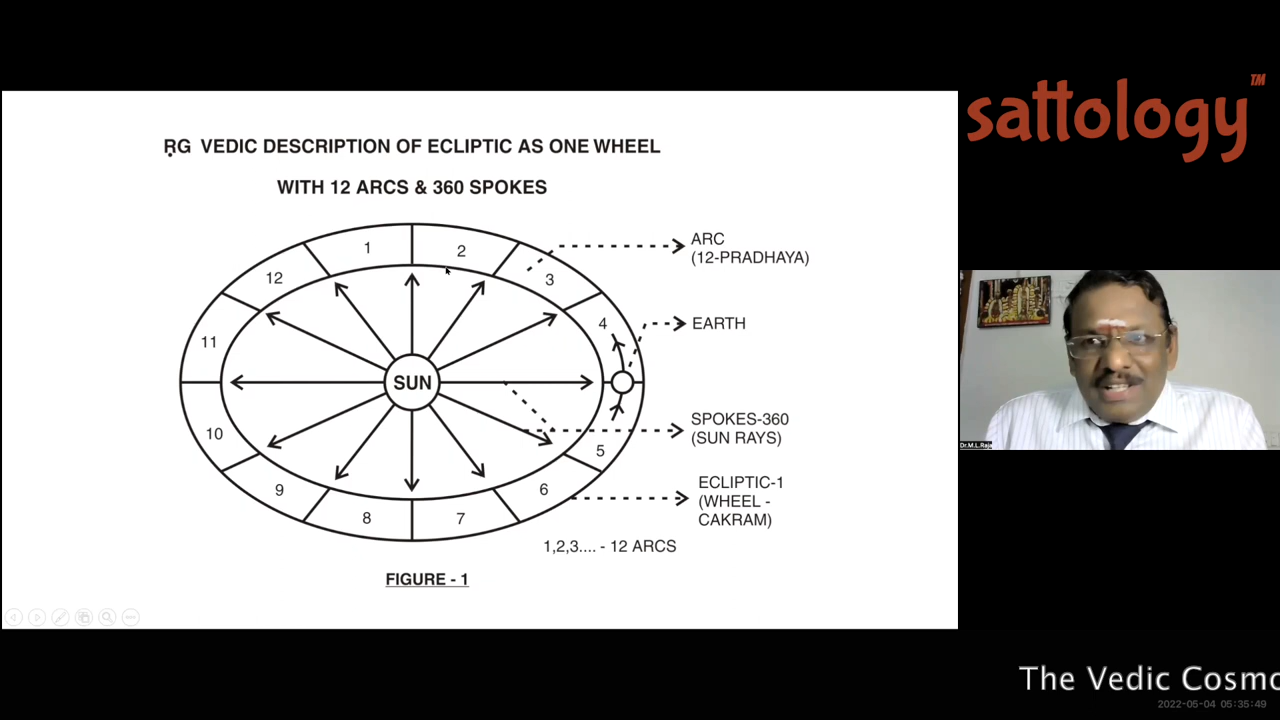 ṚG VEDIC DESCRIPTION OF ECLIPTIC AS ONE WHEEL
WITH 12 ARCS & 360 SPOKES
1
2
3
4
5
6
7
8
9
10
11
12
SUN
ARC
(12-PRADHAYA)
EARTH
SPOKES-360
(SUN RAYS)
ECLIPTIC-1
(WHEEL -
CAKRAM)
1,2,3.... - 12 ARCS
FIGURE - 1
sattology TM
Dr.M.L.Raja
The Vedic Cosmo
2022-05-04 05:35:49